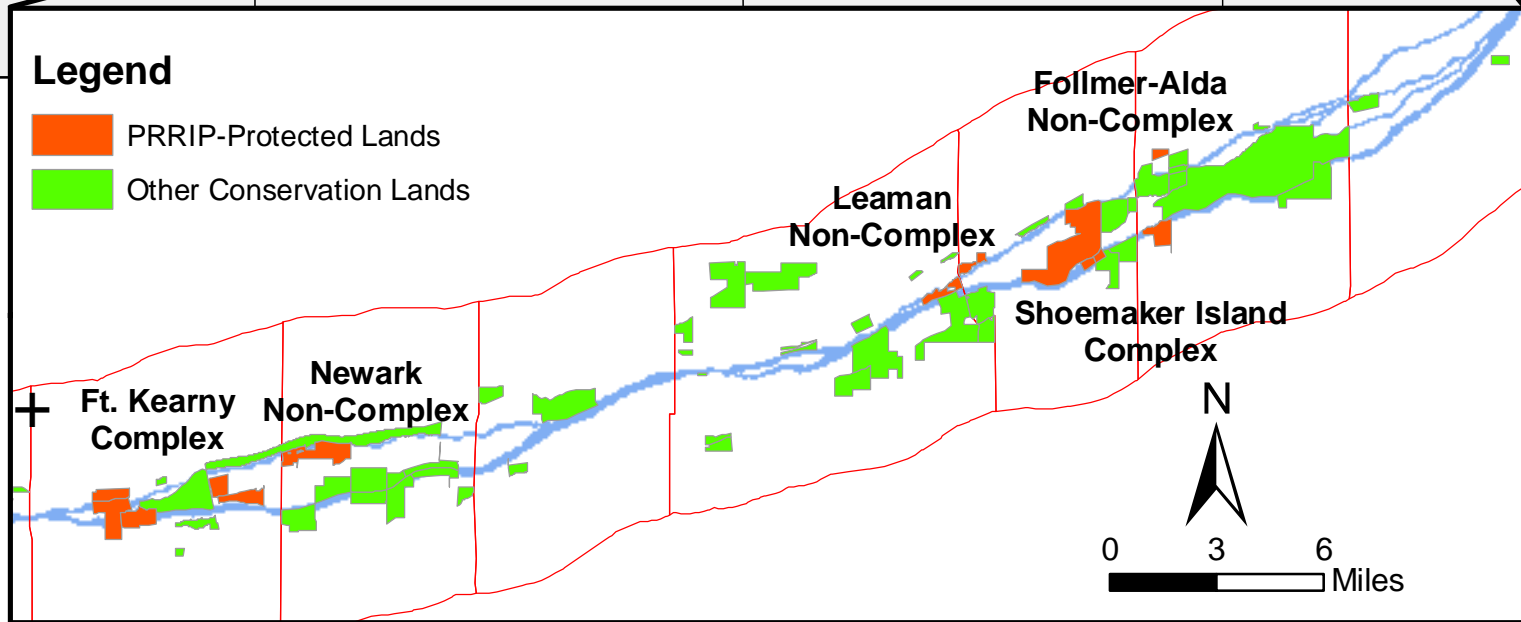 Legend
PRRIP-Protected Lands
Other Conservation Lands
Follmer-Alda
Non-Complex
Leaman
Non-Complex
Shoemaker Island
Complex
Newark
Non-Complex
Ft. Kearny
Complex
N
0 3 6
Miles